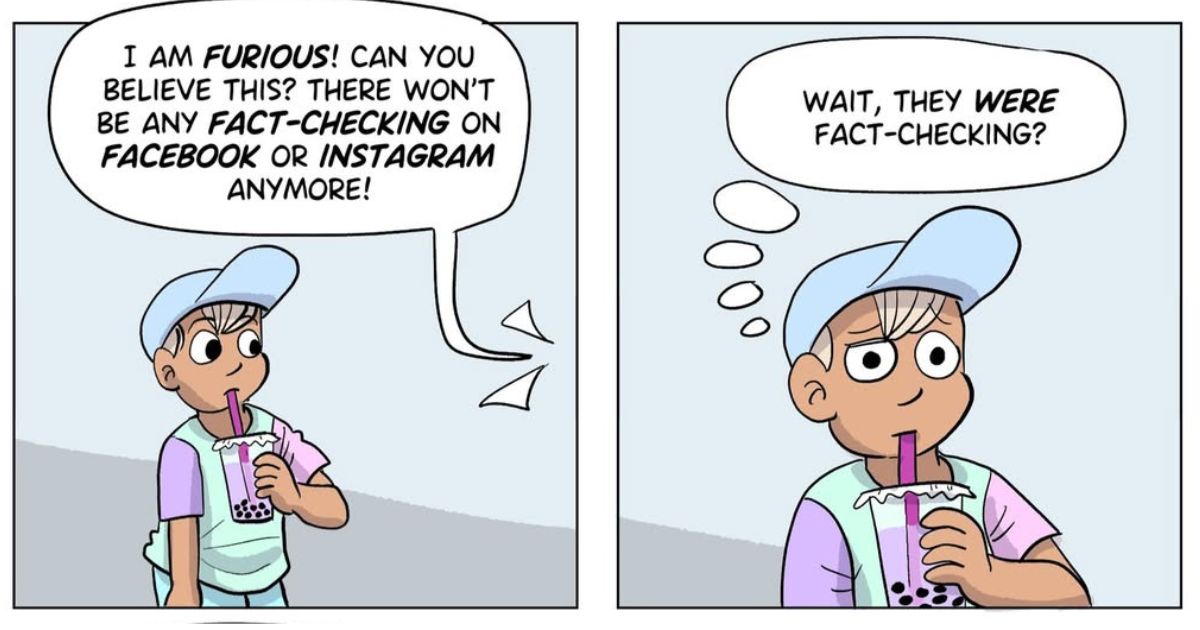 I AM FURIOUS! CAN YOU
BELIEVE THIS? THERE WON'T
BE ANY FACT-CHECKING ON
FACEBOOK OR INSTAGRAM
ANYMORE!
WAIT, THEY WERE
FACT-CHECKING?